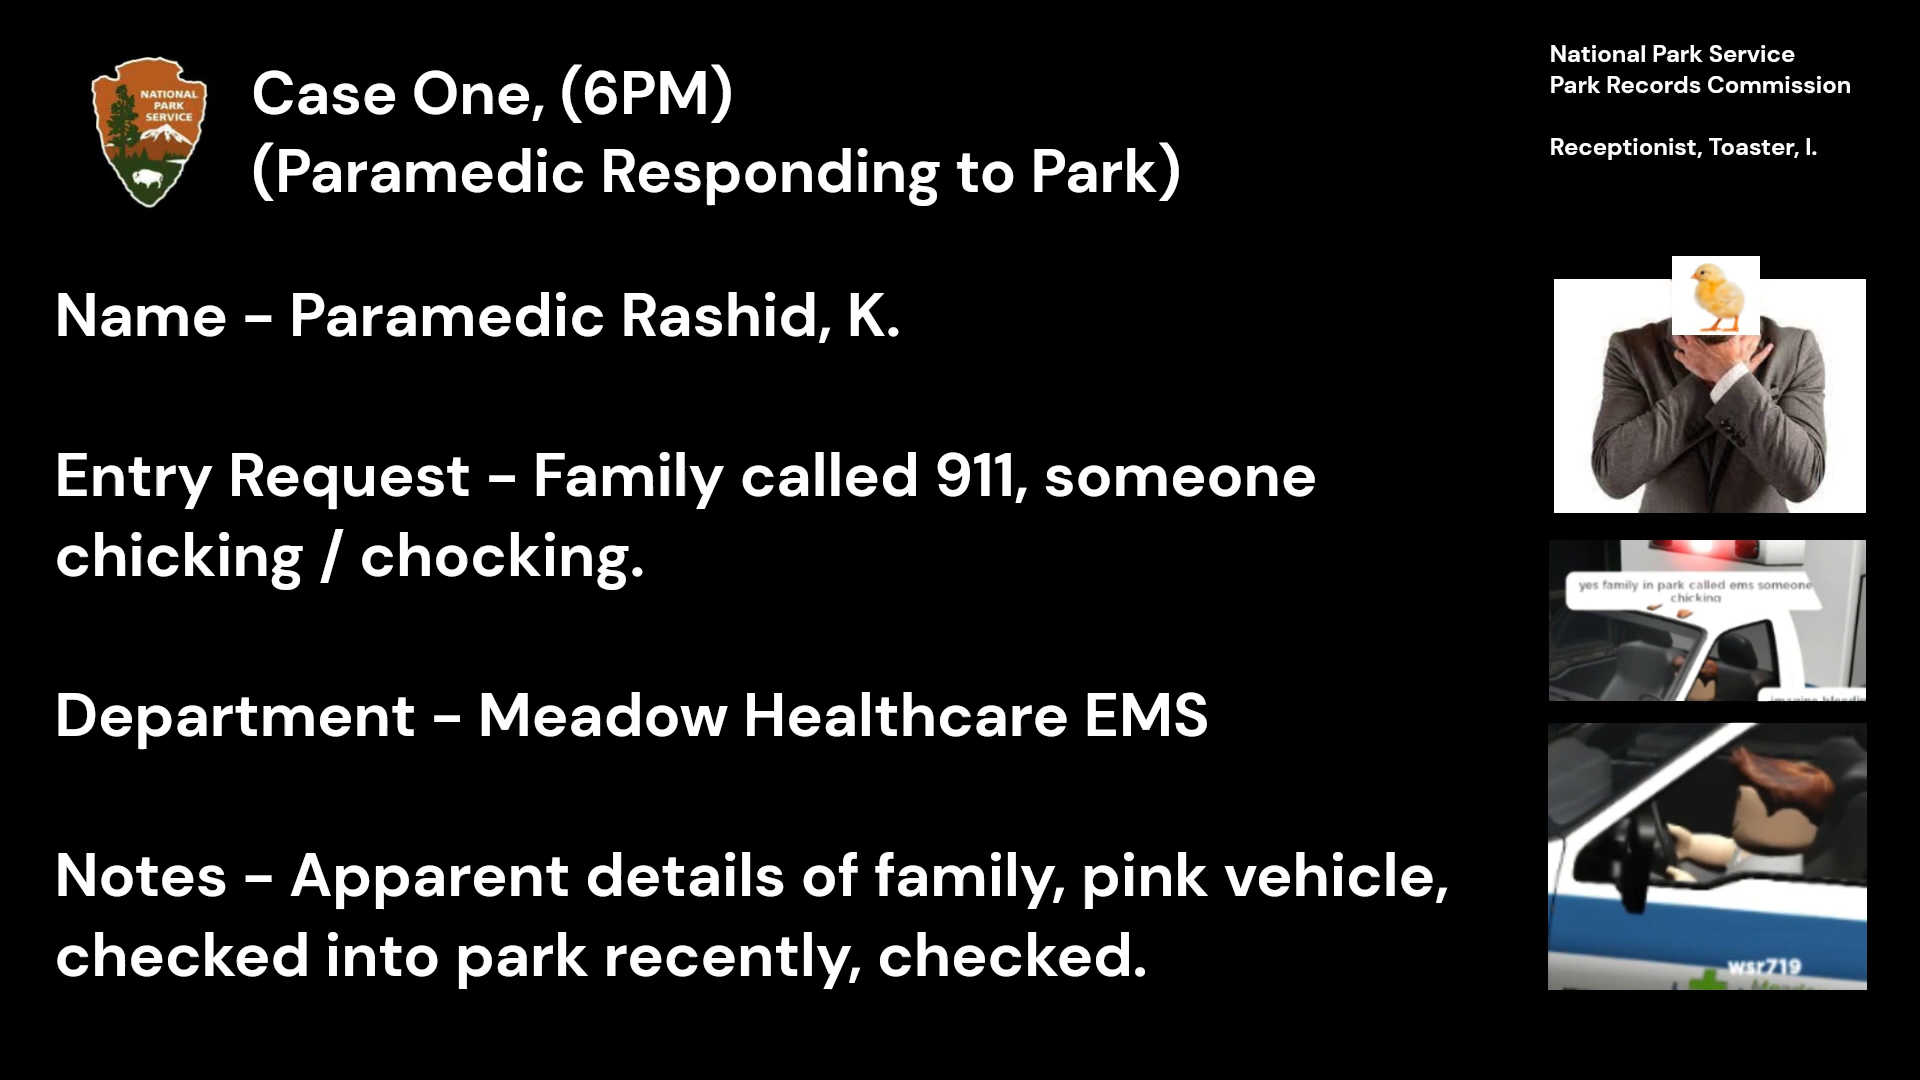 NATIONAL
PARK
SERVICE
Case One, (6PM)
(Paramedic Responding to Park)
National Park Service
Park Records Commission
Receptionist, Toaster, I.
Name - Paramedic Rashid, K.
Entry Request - Family called 911, someone
chicking / chocking.
Department - Meadow Healthcare EMS
Notes - Apparent details of family, pink vehicle,
checked into park recently, checked.
yes family in park called ems someone
chicking
wsr719